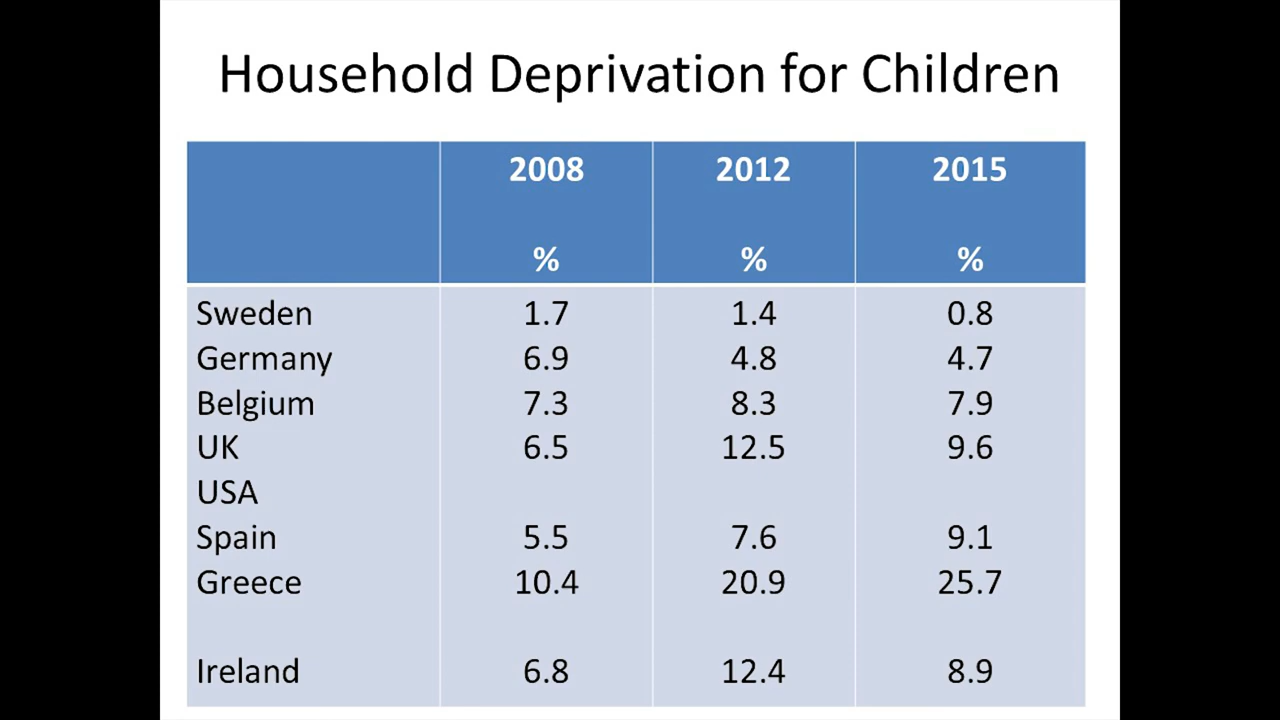 Household Deprivation for Children
2008 2012 2015
% % %
Sweden 1.7 1.4 0.8
Germany 6.9 4.8 4.7
Belgium 7.3 8.3 7.9
UK 6.5 12.5 9.6
USA
Spain 5.5 7.6 9.1
Greece 10.4 20.9 25.7
Ireland 6.8 12.4 8.9